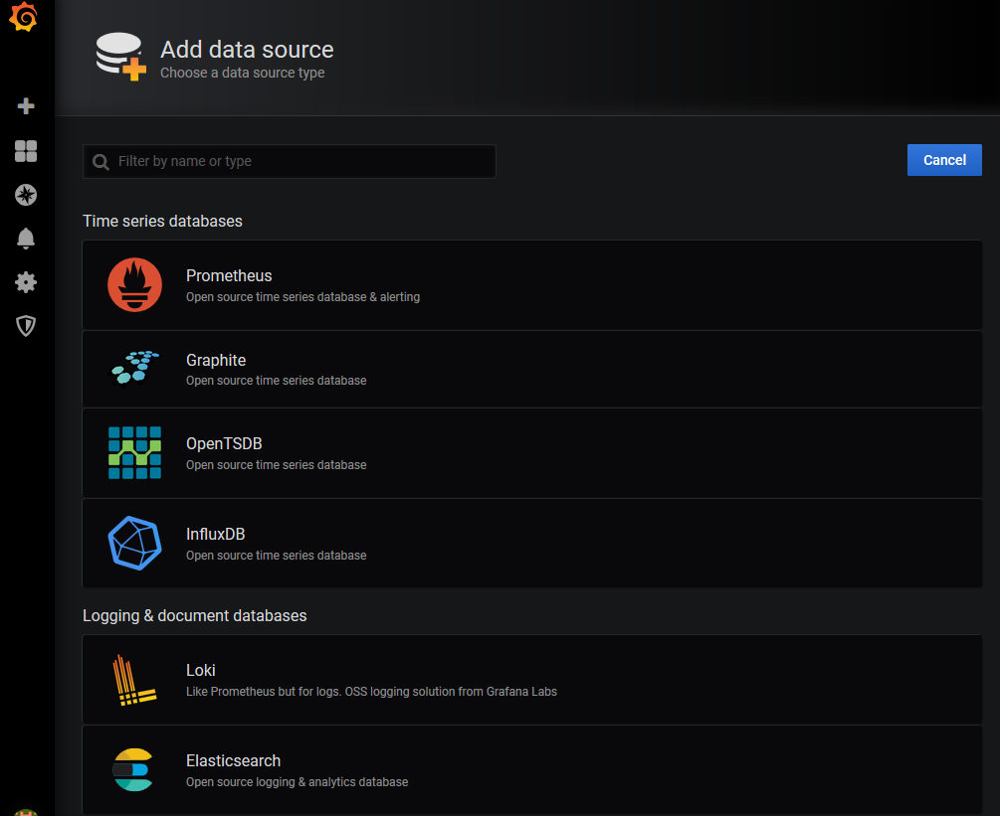 Add data source
Choose a data source type
Filter by name or type
Cancel
Time series databases
Prometheus
Open source time series database & alerting
Graphite
Open source time series database
OpenTSDB
Open source time series database
InfluxDB
Open source time series database
Logging & document databases
Loki
Like Prometheus but for logs. OSS logging solution from Grafana Labs
Elasticsearch
Open source logging & analytics database